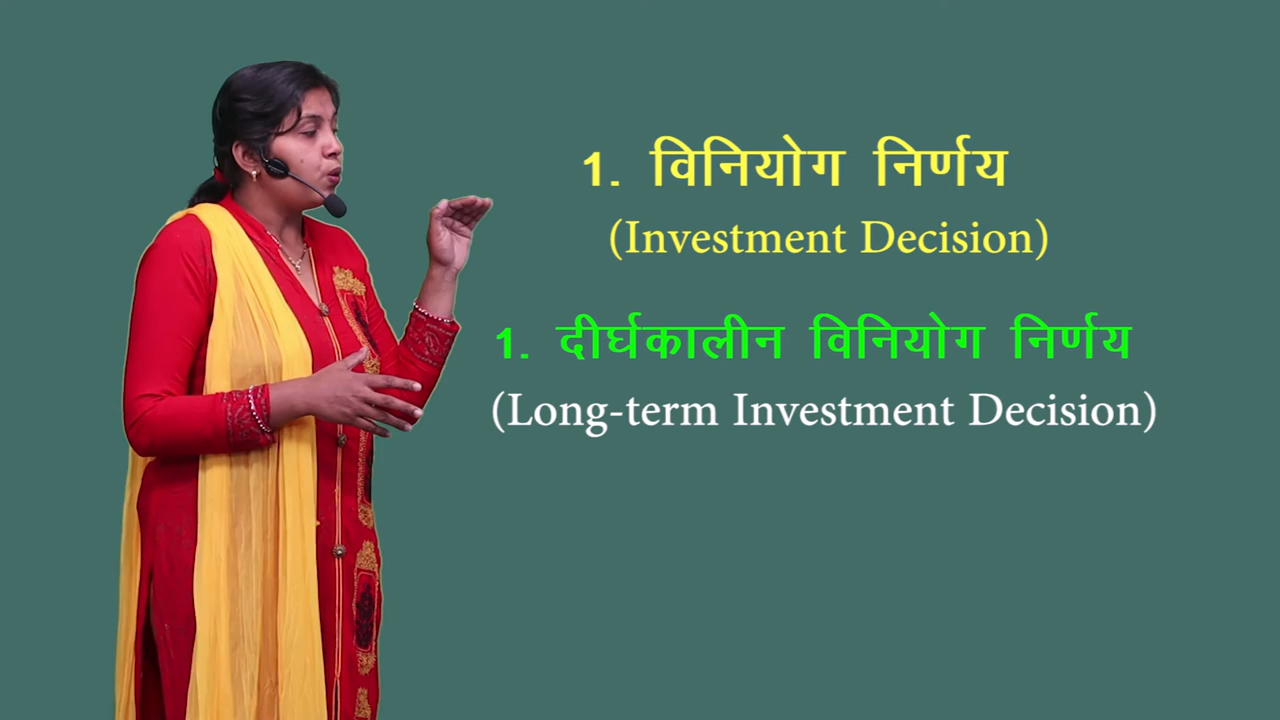 1. विनियोग निर्णय
(Investment Decision)
1. दीर्घकालीन विनियोग निर्णय
(Long-term Investment Decision)